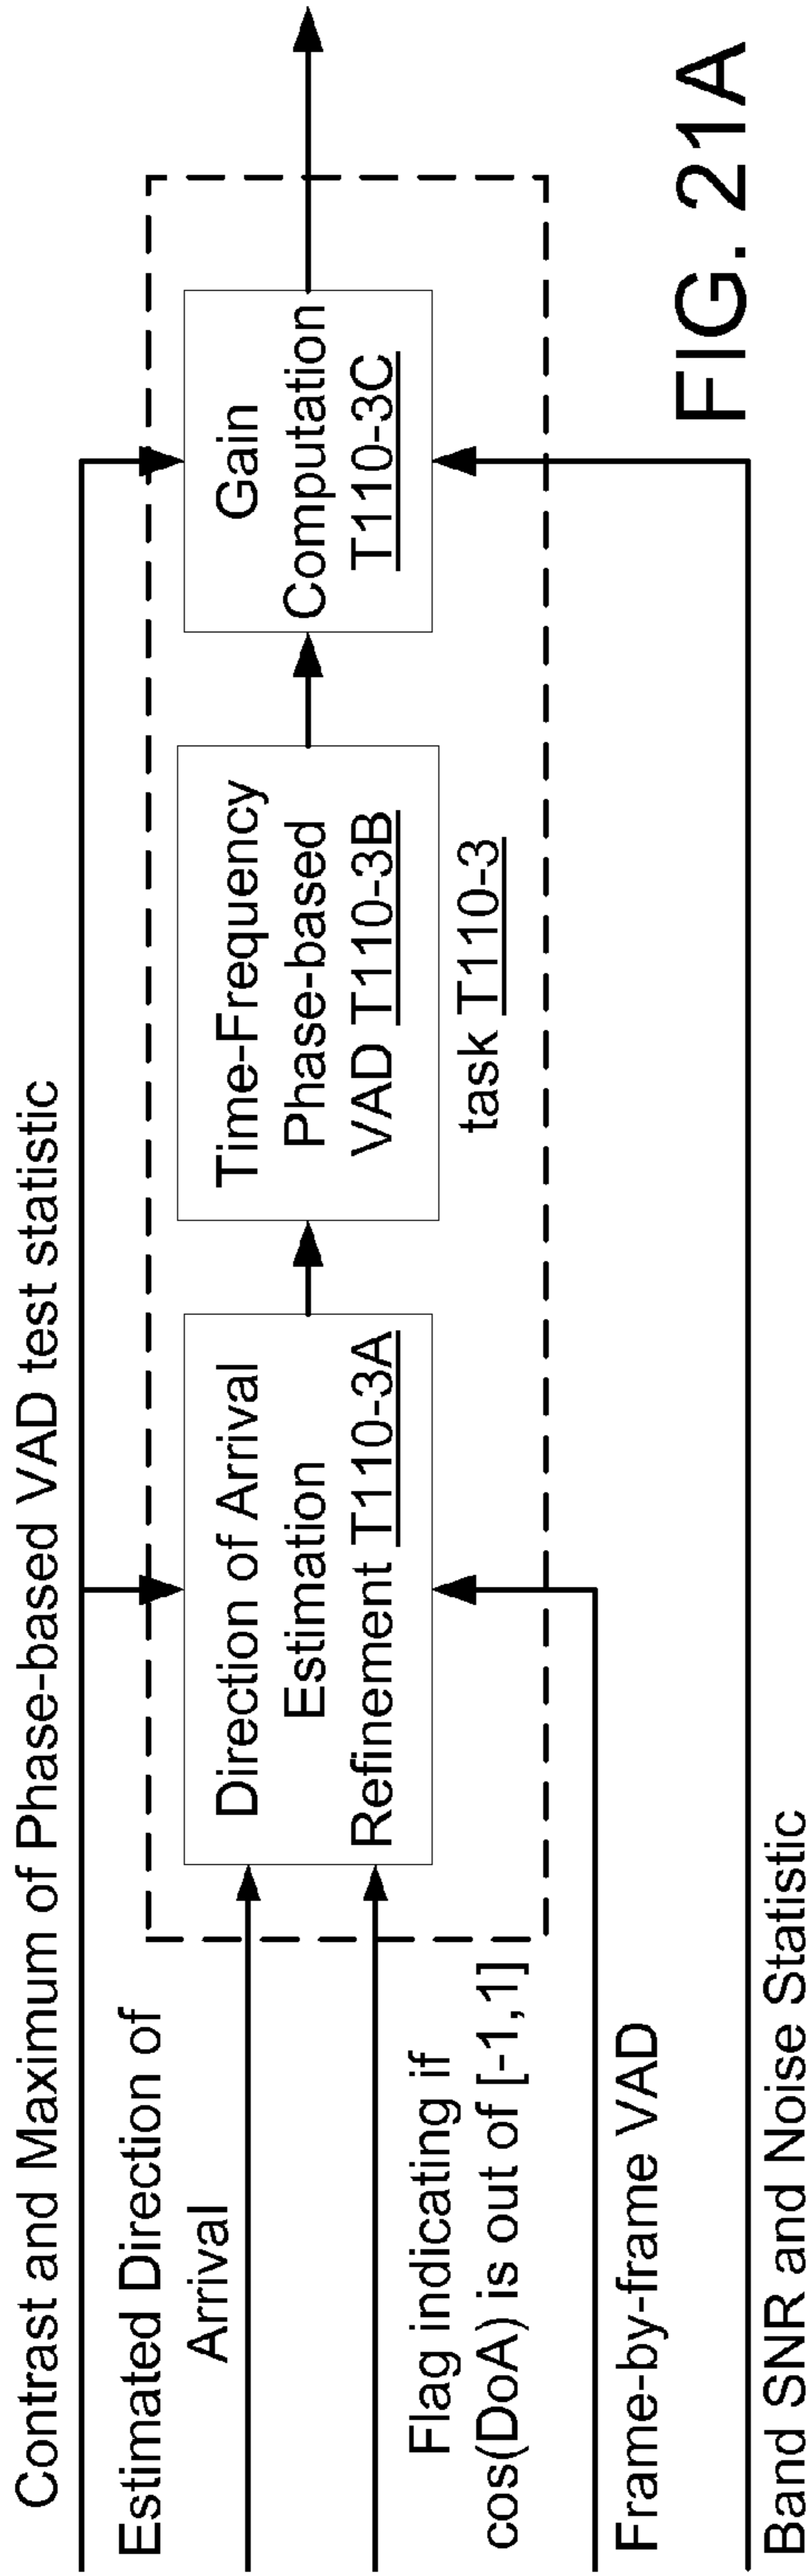 Contrast and Maximum of Phase-based VAD test statistic
Estimated Direction of
Arrival
Flag indicating if
cos(DoA) is out of [-1,1]
Frame-by-frame VAD
Band SNR and Noise Statistic
Direction of Arrival
Estimation
Refinement T110-3A
Time-Frequency
Phase-based
VAD T110-3B
task T110-3
Gain
Computation
T110-3C
FIG. 21A